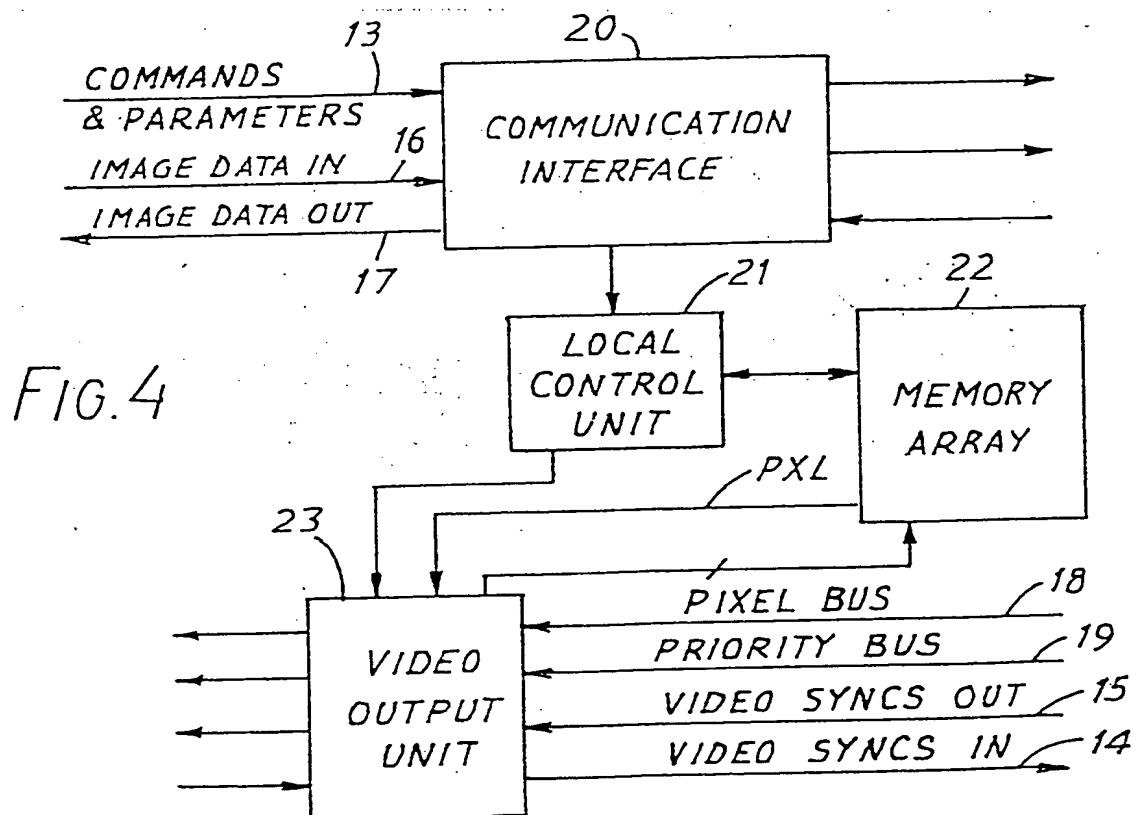 20
13
COMMANDS
& PARAMETERS
COMMUNICATION
INTERFACE
16
IMAGE DATA IN
IMAGE DATA OUT
17
21
22
LOCAL
CONTROL
UNIT
MEMORY
ARRAY
FIG. 4
PXL
23
PIXEL BUS
18
PRIORITY BUS
19
VIDEO
OUTPUT
UNIT
VIDEO SYNCS OUT
15
VIDEO SYNCS IN
14